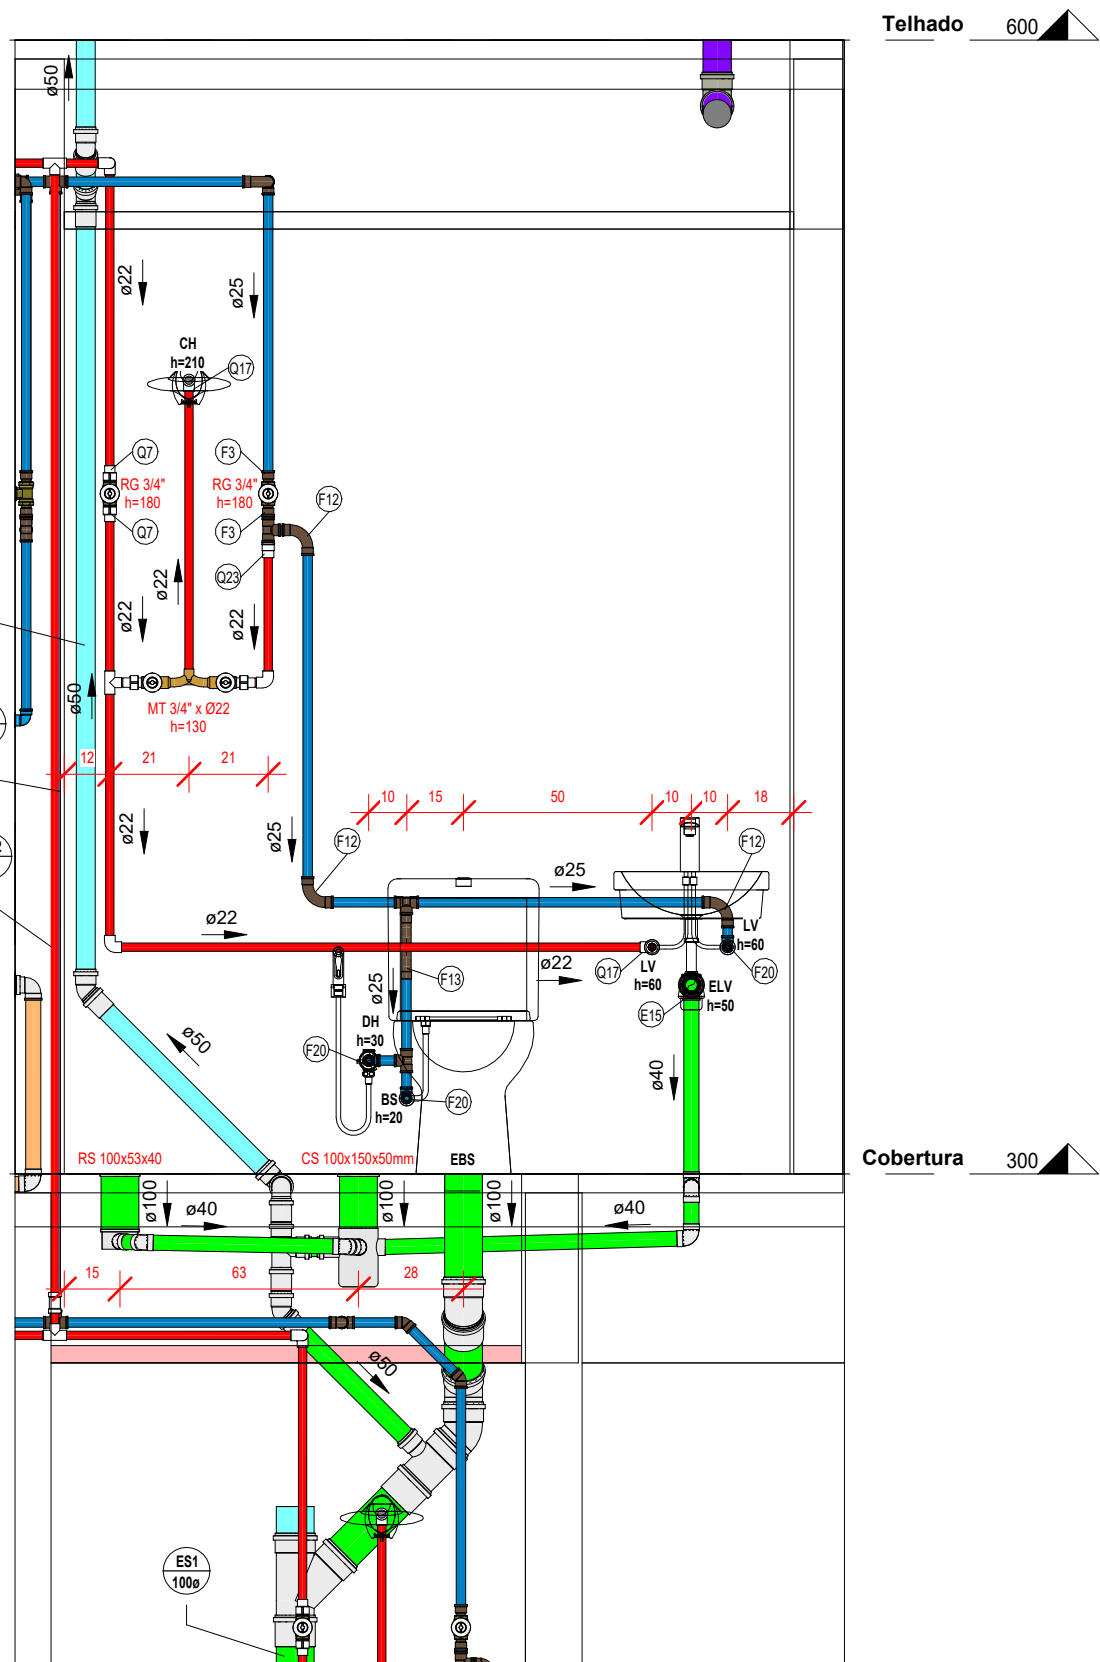 Telhado 600
ø50
ø22
ø25
CH
h=210
Q17
Q7
F3
RG 3/4"
h=180
RG 3/4"
h=180
F12
Q7
F3
Q23
ø22
ø22
ø22
ø50
MT 3/4" x Ø22
h=130
12 21 21
10 15 50 10 10 18
ø22
ø25
F12
ø25
F12
ø22
LV
h=60
ø22
F13
Q17
LV
h=60
F20
ø25
ELV
h=50
E15
DH
h=30
ø50
F20
ø40
BS
h=20
F20
RS 100x53x40
CS 100x150x50mm
EBS
Cobertura 300
ø100
ø40
ø100
ø100
ø40
15 63 28
ø50
ES1
100ø